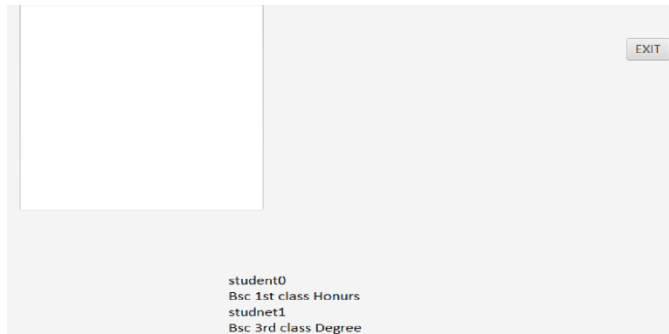 EXIT
student0
Bsc 1st class Honurs
studnet1
Bsc 3rd class Degree